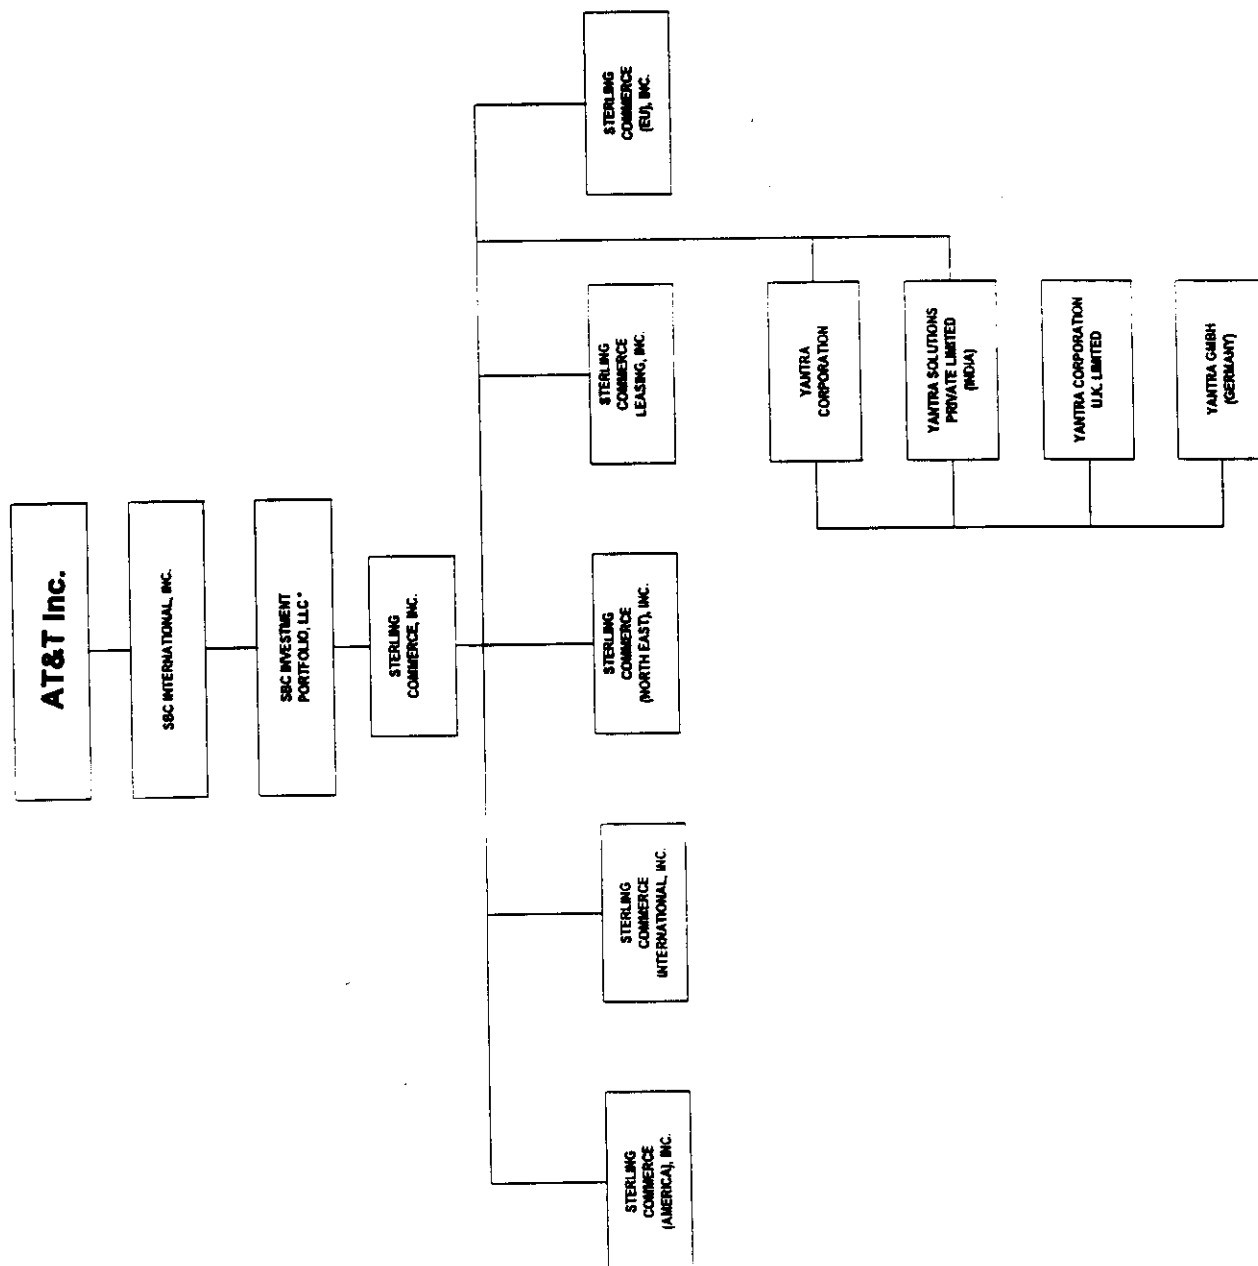 AT&T Inc.
SBC INTERNATIONAL, INC.
SBC INVESTMENT
PORTFOLIO, LLC*
STERLING
COMMERCE, INC.
STERLING
COMMERCE
(AMERICA), INC.
STERLING
COMMERCE
INTERNATIONAL, INC.
STERLING
COMMERCE
(NORTH EAST), INC.
STERLING
COMMERCE
LEASING, INC.
STERLING
COMMERCE
(EU), INC.
YANTRA
CORPORATION
YANTRA SOLUTIONS
PRIVATE LIMITED
(INDIA)
YANTRA CORPORATION
U.K. LIMITED
YANTRA GMBH
(GERMANY)